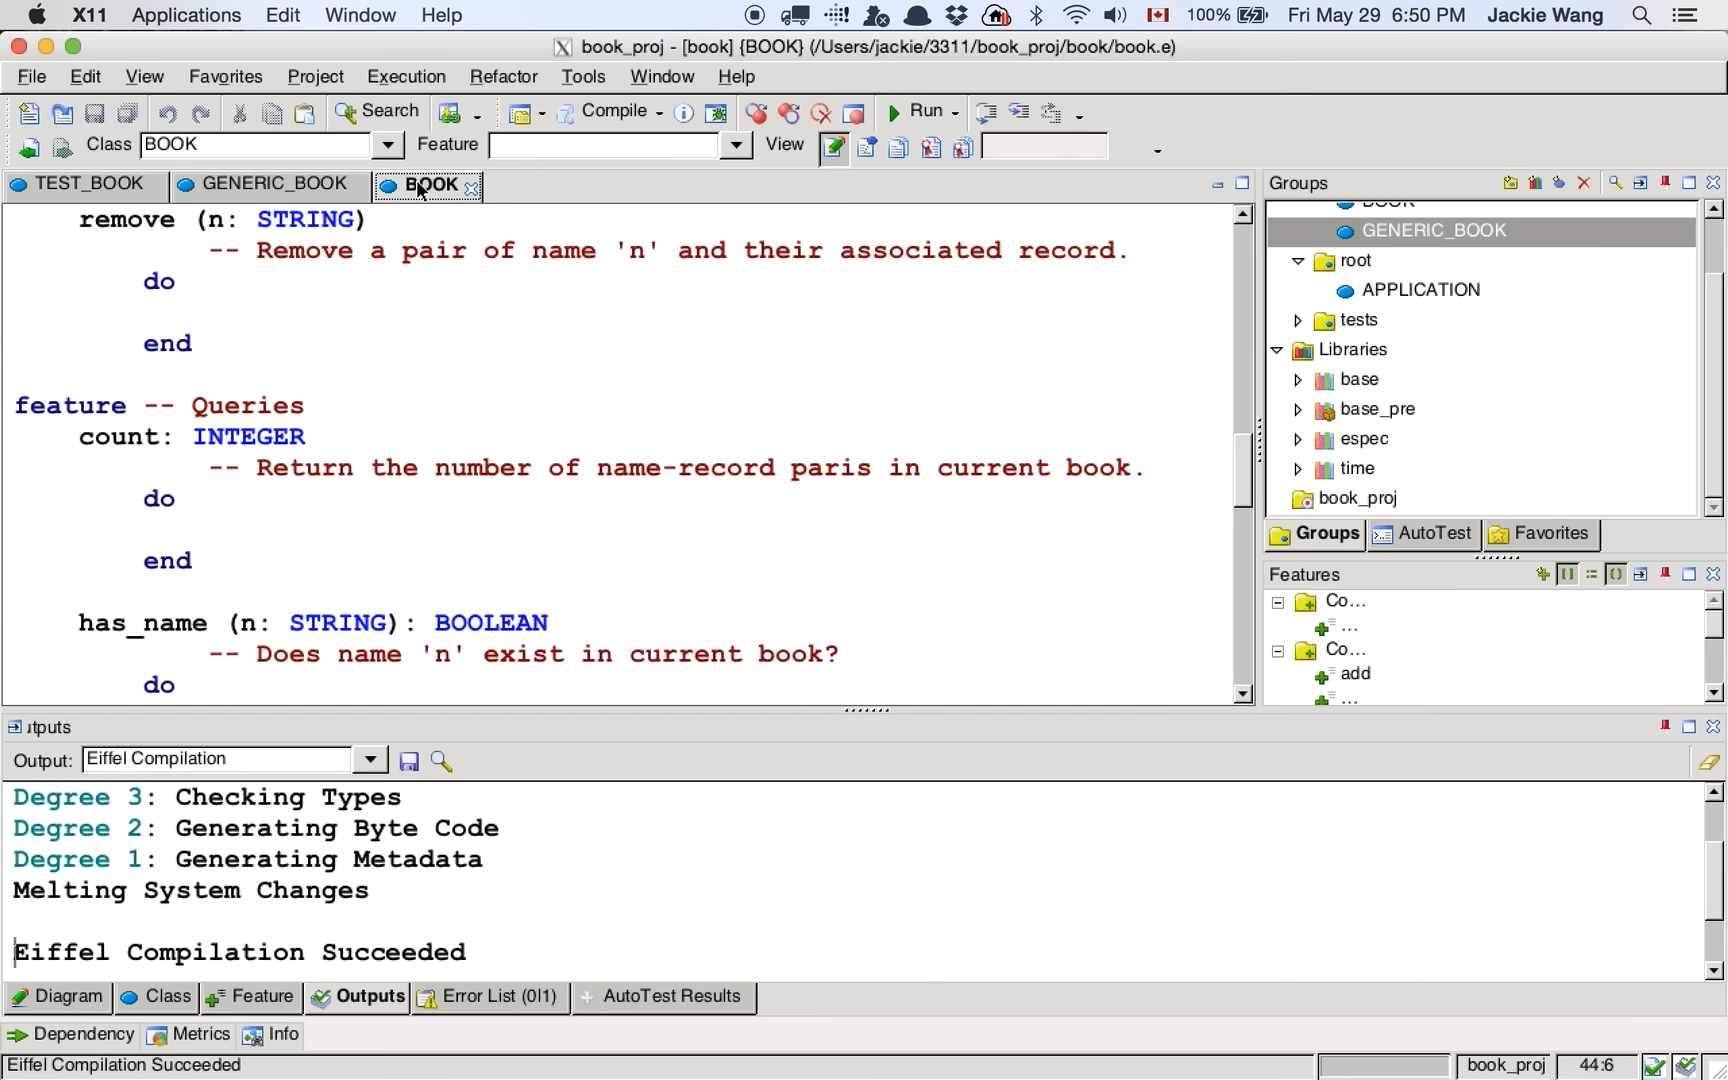 X11 Applications Edit Window Help 100% Fri May 29 6:50 PM Jackie Wang
book_proj - [book] {BOOK} (/Users/jackie/3311/book_proj/book/book.e)
File Edit View Favorites Project Execution Refactor Tools Window Help
Search Compile Run
Class BOOK Feature View
TEST_BOOK GENERIC_BOOK BOOK
remove (n: STRING)
-- Remove a pair of name 'n' and their associated record.
do
end
feature -- Queries
count: INTEGER
-- Return the number of name-record paris in current book.
do
end
has_name (n: STRING): BOOLEAN
-- Does name 'n' exist in current book?
do
Groups
BOOK
GENERIC_BOOK
root
APPLICATION
tests
Libraries
base
base_pre
espec
time
book_proj
Groups AutoTest Favorites
Features
Co...
...
Co...
add
...
utputs
Output: Eiffel Compilation
Degree 3: Checking Types
Degree 2: Generating Byte Code
Degree 1: Generating Metadata
Melting System Changes
Eiffel Compilation Succeeded
Diagram Class Feature Outputs Error List (0|1) AutoTest Results
Dependency Metrics Info
Eiffel Compilation Succeeded book_proj 44:6